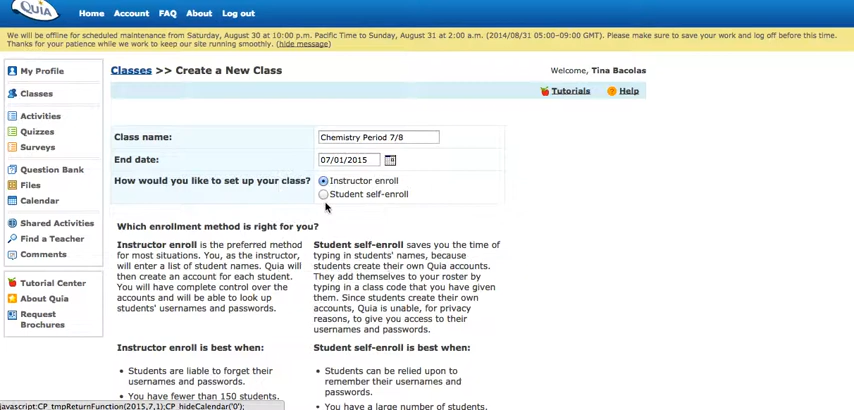 QUIA
Home Account FAQ About Log out
We will be offline for scheduled maintenance from Saturday, August 30 at 10:00 p.m. Pacific Time to Sunday, August 31 at 2:00 a.m. (2014/08/31 05:00–09:00 GMT). Please make sure to save your work and log off before this time.
Thanks for your patience while we work to keep our site running smoothly. (hide message)
My Profile
Classes
Activities
Quizzes
Surveys
Question Bank
Files
Calendar
Shared Activities
Find a Teacher
Comments
Tutorial Center
About Quia
Request
Brochures
Classes >> Create a New Class
Welcome, Tina Bacolas
Tutorials ? Help
Class name: Chemistry Period 7/8
End date: 07/01/2015
How would you like to set up your class? Instructor enroll
Student self-enroll
Which enrollment method is right for you?
Instructor enroll is the preferred method
for most situations. You, as the instructor,
will enter a list of student names. Quia will
then create an account for each student.
You will have complete control over the
accounts and will be able to look up
students' usernames and passwords.
Student self-enroll saves you the time of
typing in students' names, because
students create their own Quia accounts.
They add themselves to your roster by
typing in a class code that you have given
them. Since students create their own
accounts, Quia is unable, for privacy
reasons, to give you access to their
usernames and passwords.
Instructor enroll is best when:
• Students are liable to forget their
usernames and passwords.
• You have fewer than 150 students.
Student self-enroll is best when:
• Students can be relied upon to
remember their usernames and
passwords.
• You have a large number of students.
javascript:CP_tmpReturnFunction(2015,7,1);CP_hideCalendar('0');